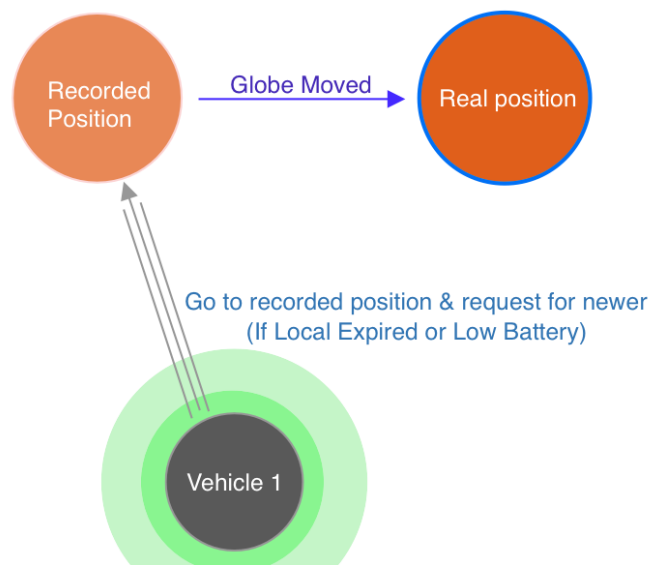 Recorded
Position
Globe Moved
Real position
Go to recorded position & request for newer
(If Local Expired or Low Battery)
Vehicle 1